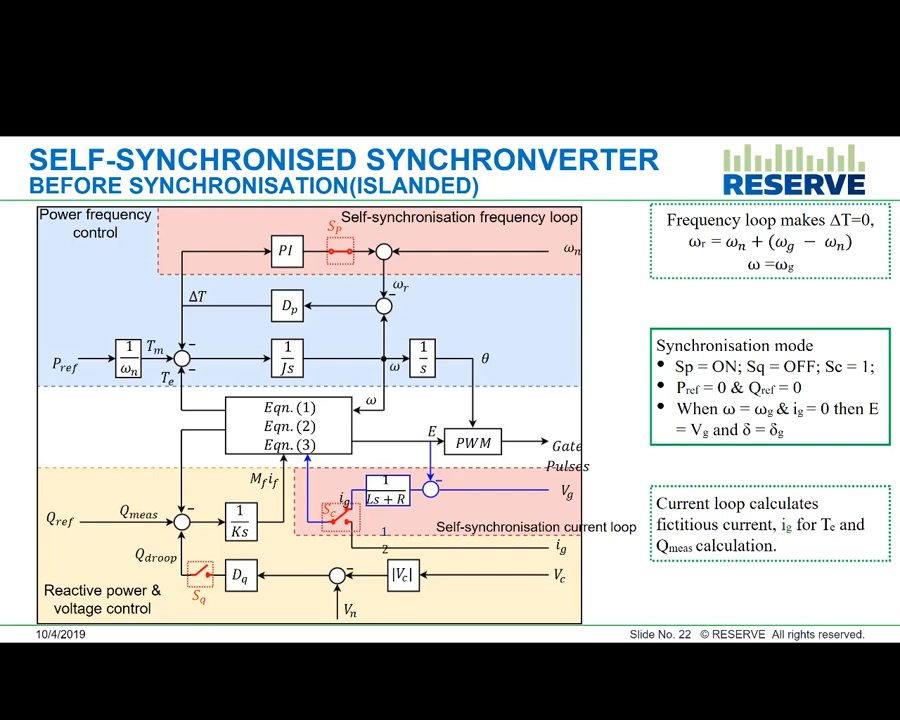 SELF-SYNCHRONISED SYNCHRONVERTER
BEFORE SYNCHRONISATION(ISLANDED)
RESERVE
Power frequency
control
Self-synchronisation frequency loop
S_P
PI
ω_n
ω_r
ΔT
D_p
−
P_ref
1
ω_n
T_m
−
T_e
−
1
Js
ω
1
s
θ
Eqn.(1)
Eqn.(2)
Eqn.(3)
ω
E
PWM
Gate
Pulses
M_f i_f
1
Ls + R
−
V_g
i_g
S_c
1
2
Self-synchronisation current loop
i_g
Q_ref
Q_meas
−
1
Ks
Q_droop
S_q
D_q
−
|V_c|
V_c
V_n
Reactive power &
voltage control
Frequency loop makes ΔT=0,
ω_r = ω_n + (ω_g − ω_n)
ω =ω_g
Synchronisation mode
• Sp = ON; Sq = OFF; Sc = 1;
• P_ref = 0 & Q_ref = 0
• When ω = ω_g & i_g = 0 then E
= V_g and δ = δ_g
Current loop calculates
fictitious current, i_g for T_e and
Q_meas calculation.
10/4/2019
Slide No. 22 © RESERVE All rights reserved.